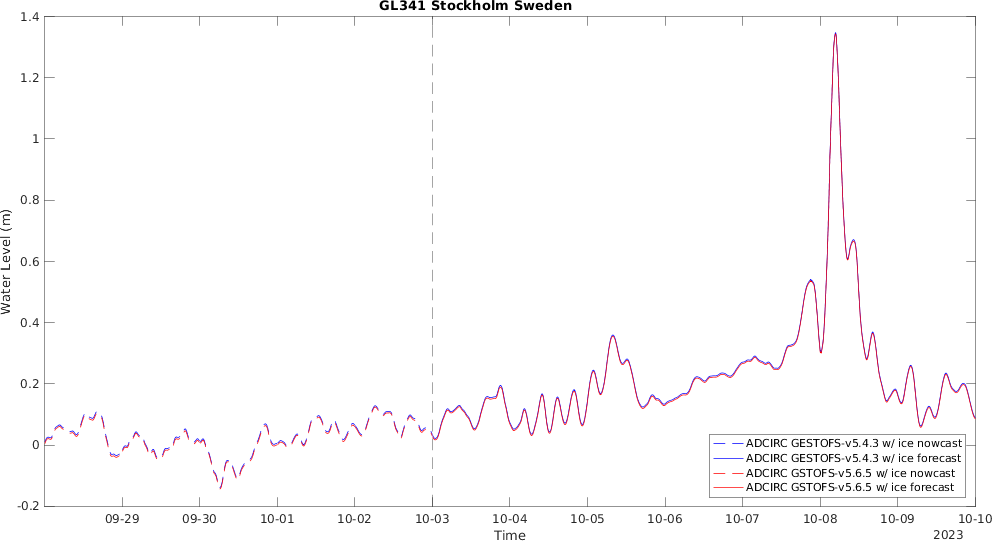 GL341 Stockholm Sweden
1.4
1.2
1
0.8
0.6
0.4
0.2
0
-0.2
Water Level (m)
ADCIRC GESTOFS-v5.4.3 w/ ice nowcast
ADCIRC GESTOFS-v5.4.3 w/ ice forecast
ADCIRC GSTOFS-v5.6.5 w/ ice nowcast
ADCIRC GSTOFS-v5.6.5 w/ ice forecast
09-29 09-30 10-01 10-02 10-03 10-04 10-05 10-06 10-07 10-08 10-09 10-10
Time
2023